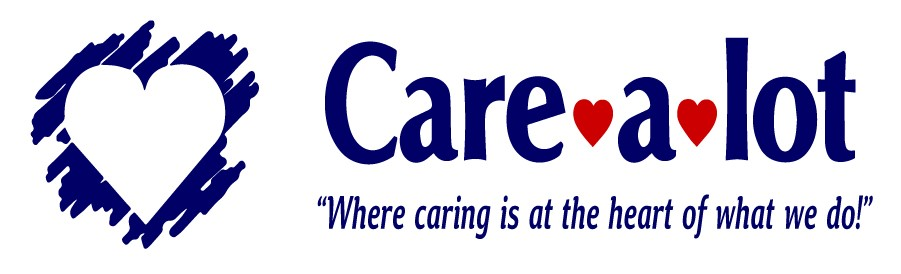 Care♥a♥lot
“Where caring is at the heart of what we do!”